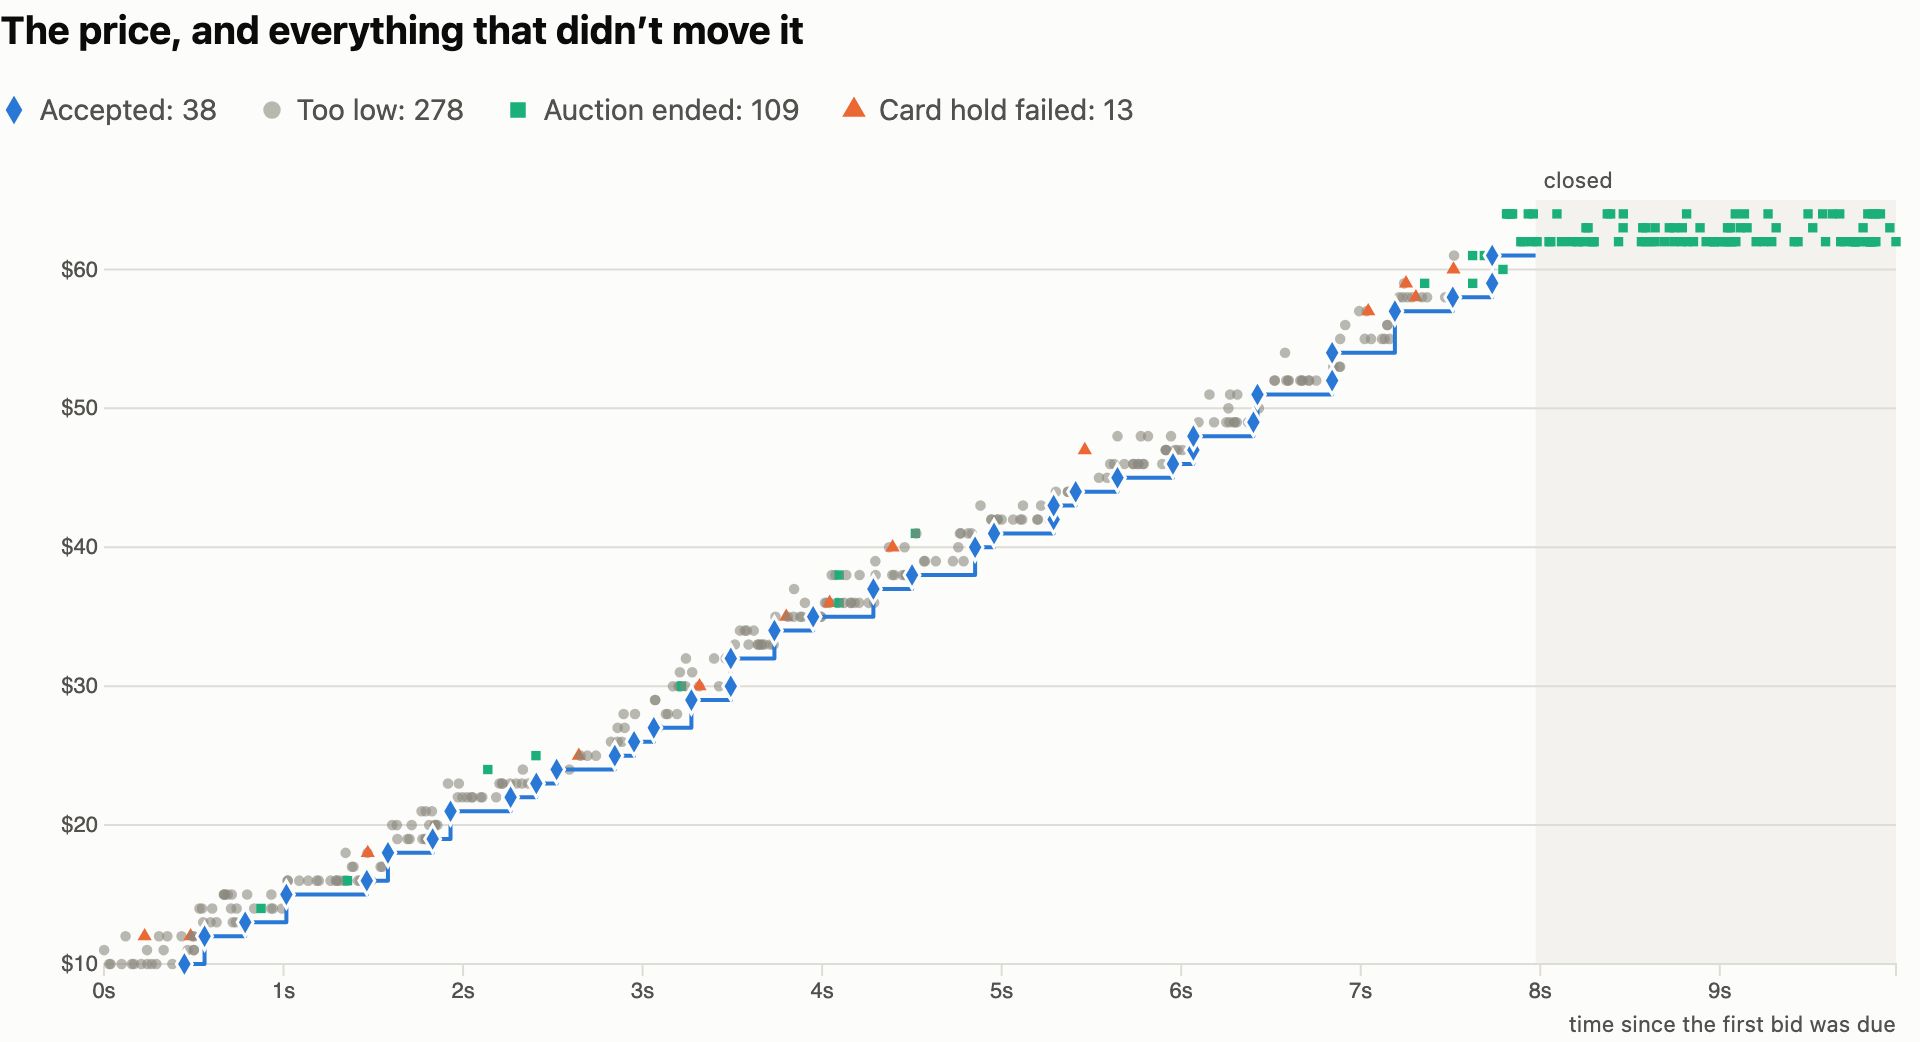 The price, and everything that didn’t move it
Accepted: 38 Too low: 278 Auction ended: 109 Card hold failed: 13
closed
$60
$50
$40
$30
$20
$10
0s 1s 2s 3s 4s 5s 6s 7s 8s 9s
time since the first bid was due